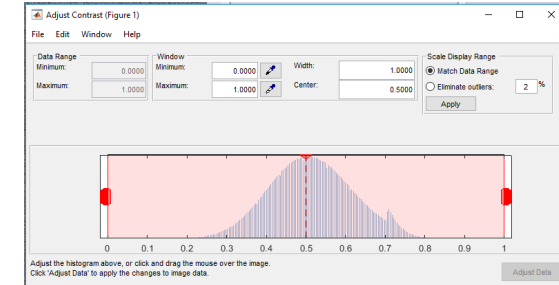 Adjust Contrast (Figure 1)
File Edit Window Help
Data Range
Minimum: 0.0000
Maximum: 1.0000
Window
Minimum: 0.0000
Maximum: 1.0000
Width: 1.0000
Center: 0.5000
Scale Display Range
Match Data Range
Eliminate outliers: 2 %
Apply
0 0.1 0.2 0.3 0.4 0.5 0.6 0.7 0.8 0.9 1
Adjust the histogram above, or click and drag the mouse over the image.
Click 'Adjust Data' to apply the changes to image data.
Adjust Data